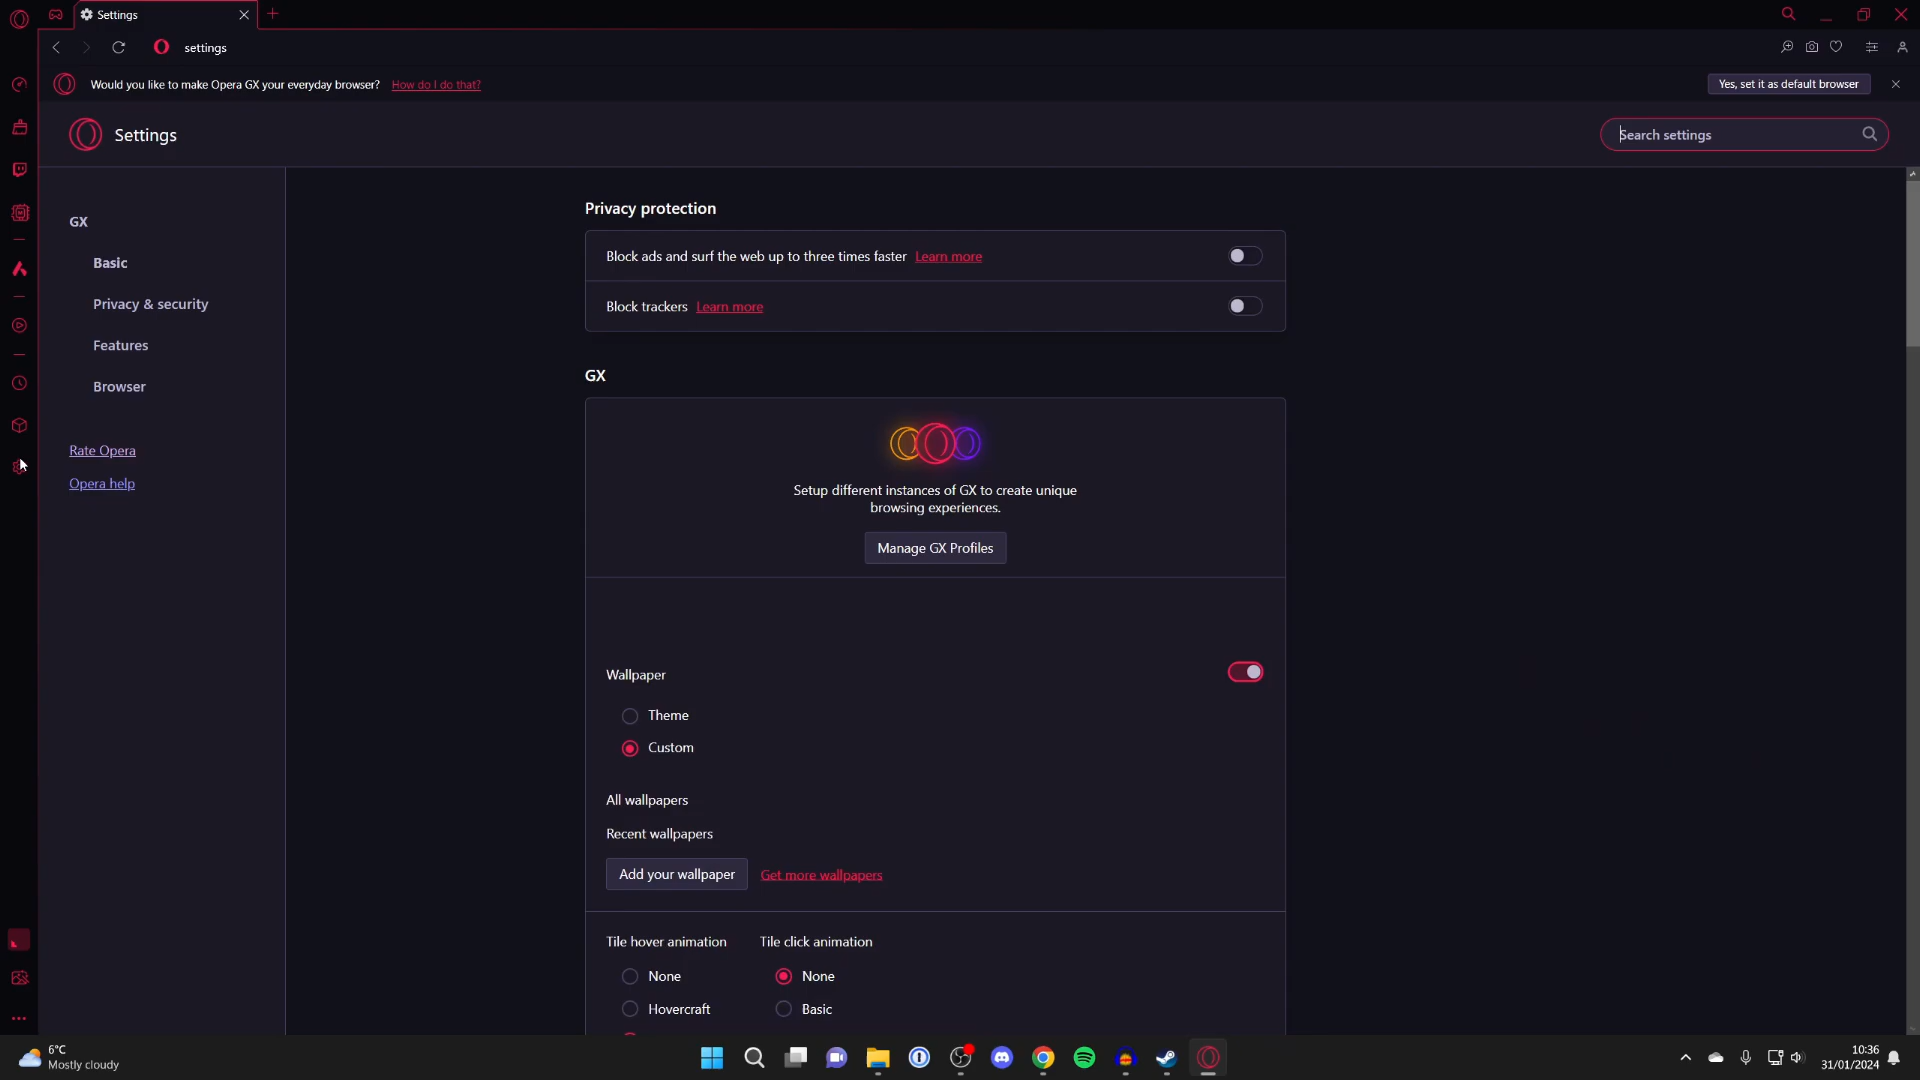 Settings
settings
Would you like to make Opera GX your everyday browser? How do I do that?
Yes, set it as default browser
Settings
Search settings
GX
Basic
Privacy & security
Features
Browser
Rate Opera
Opera help
Privacy protection
Block ads and surf the web up to three times faster Learn more
Block trackers Learn more
GX
Setup different instances of GX to create unique
browsing experiences.
Manage GX Profiles
Wallpaper
Theme
Custom
All wallpapers
Recent wallpapers
Add your wallpaper Get more wallpapers
Tile hover animation Tile click animation
None None
Hovercraft Basic
6°C
Mostly cloudy
10:36
31/01/2024